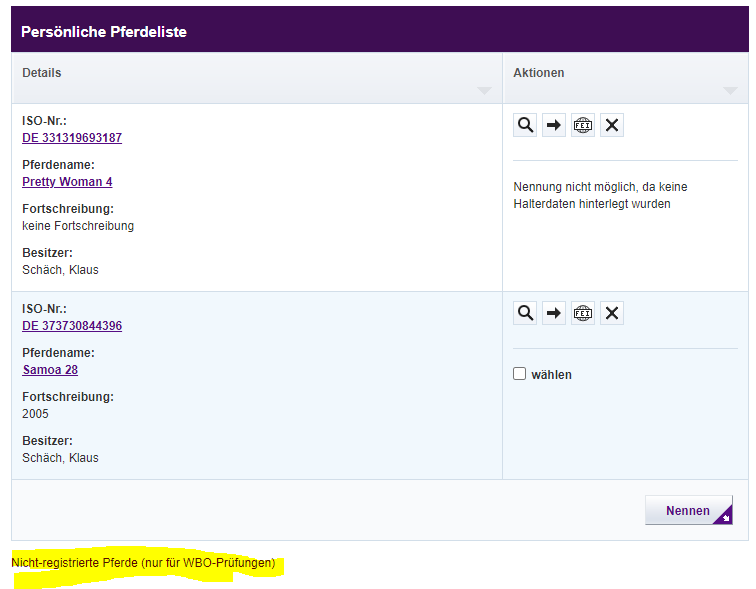 Persönliche Pferdeliste
Details
Aktionen
ISO-Nr.:
DE 331319693187
Pferdename:
Pretty Woman 4
Fortschreibung:
keine Fortschreibung
Besitzer:
Schäch, Klaus
FEI
Nennung nicht möglich, da keine
Halterdaten hinterlegt wurden
ISO-Nr.:
DE 373730844396
Pferdename:
Samoa 28
Fortschreibung:
2005
Besitzer:
Schäch, Klaus
FEI
wählen
Nennen
Nicht-registrierte Pferde (nur für WBO-Prüfungen)